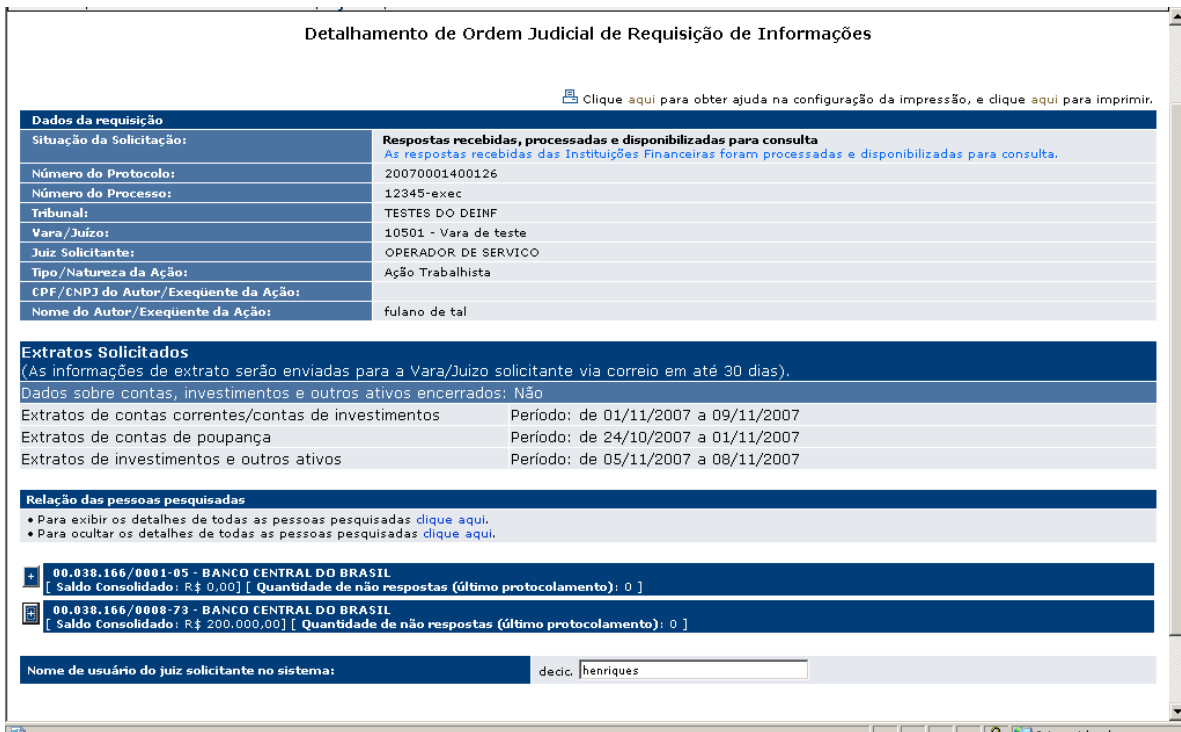 Detalhamento de Ordem Judicial de Requisição de Informações
Clique aqui para obter ajuda na configuração da impressão, e clique aqui para imprimir.
Dados da requisição
Situação da Solicitação: Respostas recebidas, processadas e disponibilizadas para consulta
As respostas recebidas das Instituições Financeiras foram processadas e disponibilizadas para consulta.
Número do Protocolo: 20070001400126
Número do Processo: 12345-exec
Tribunal: TESTES DO DEINF
Vara/Juízo: 10501 - Vara de teste
Juiz Solicitante: OPERADOR DE SERVICO
Tipo/Natureza da Ação: Ação Trabalhista
CPF/CNPJ do Autor/Exeqüente da Ação:
Nome do Autor/Exeqüente da Ação: fulano de tal
Extratos Solicitados
(As informações de extrato serão enviadas para a Vara/Juizo solicitante via correio em até 30 dias).
Dados sobre contas, investimentos e outros ativos encerrados: Não
Extratos de contas correntes/contas de investimentos Período: de 01/11/2007 a 09/11/2007
Extratos de contas de poupança Período: de 24/10/2007 a 01/11/2007
Extratos de investimentos e outros ativos Período: de 05/11/2007 a 08/11/2007
Relação das pessoas pesquisadas
• Para exibir os detalhes de todas as pessoas pesquisadas clique aqui.
• Para ocultar os detalhes de todas as pessoas pesquisadas clique aqui.
00.038.166/0001-05 - BANCO CENTRAL DO BRASIL
[ Saldo Consolidado: R$ 0,00] [ Quantidade de não respostas (último protocolamento): 0 ]
00.038.166/0008-73 - BANCO CENTRAL DO BRASIL
[ Saldo Consolidado: R$ 200.000,00] [ Quantidade de não respostas (último protocolamento): 0 ]
Nome de usuário do juiz solicitante no sistema: decic. henriques